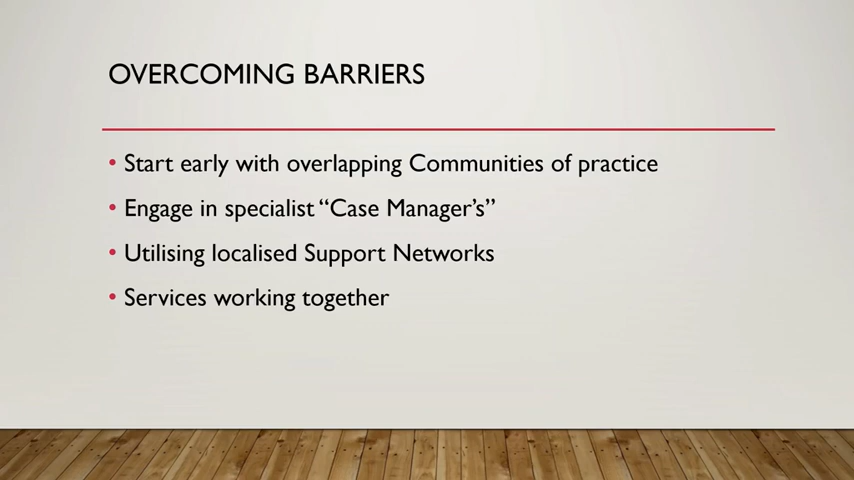 OVERCOMING BARRIERS
• Start early with overlapping Communities of practice
• Engage in specialist “Case Manager’s”
• Utilising localised Support Networks
• Services working together